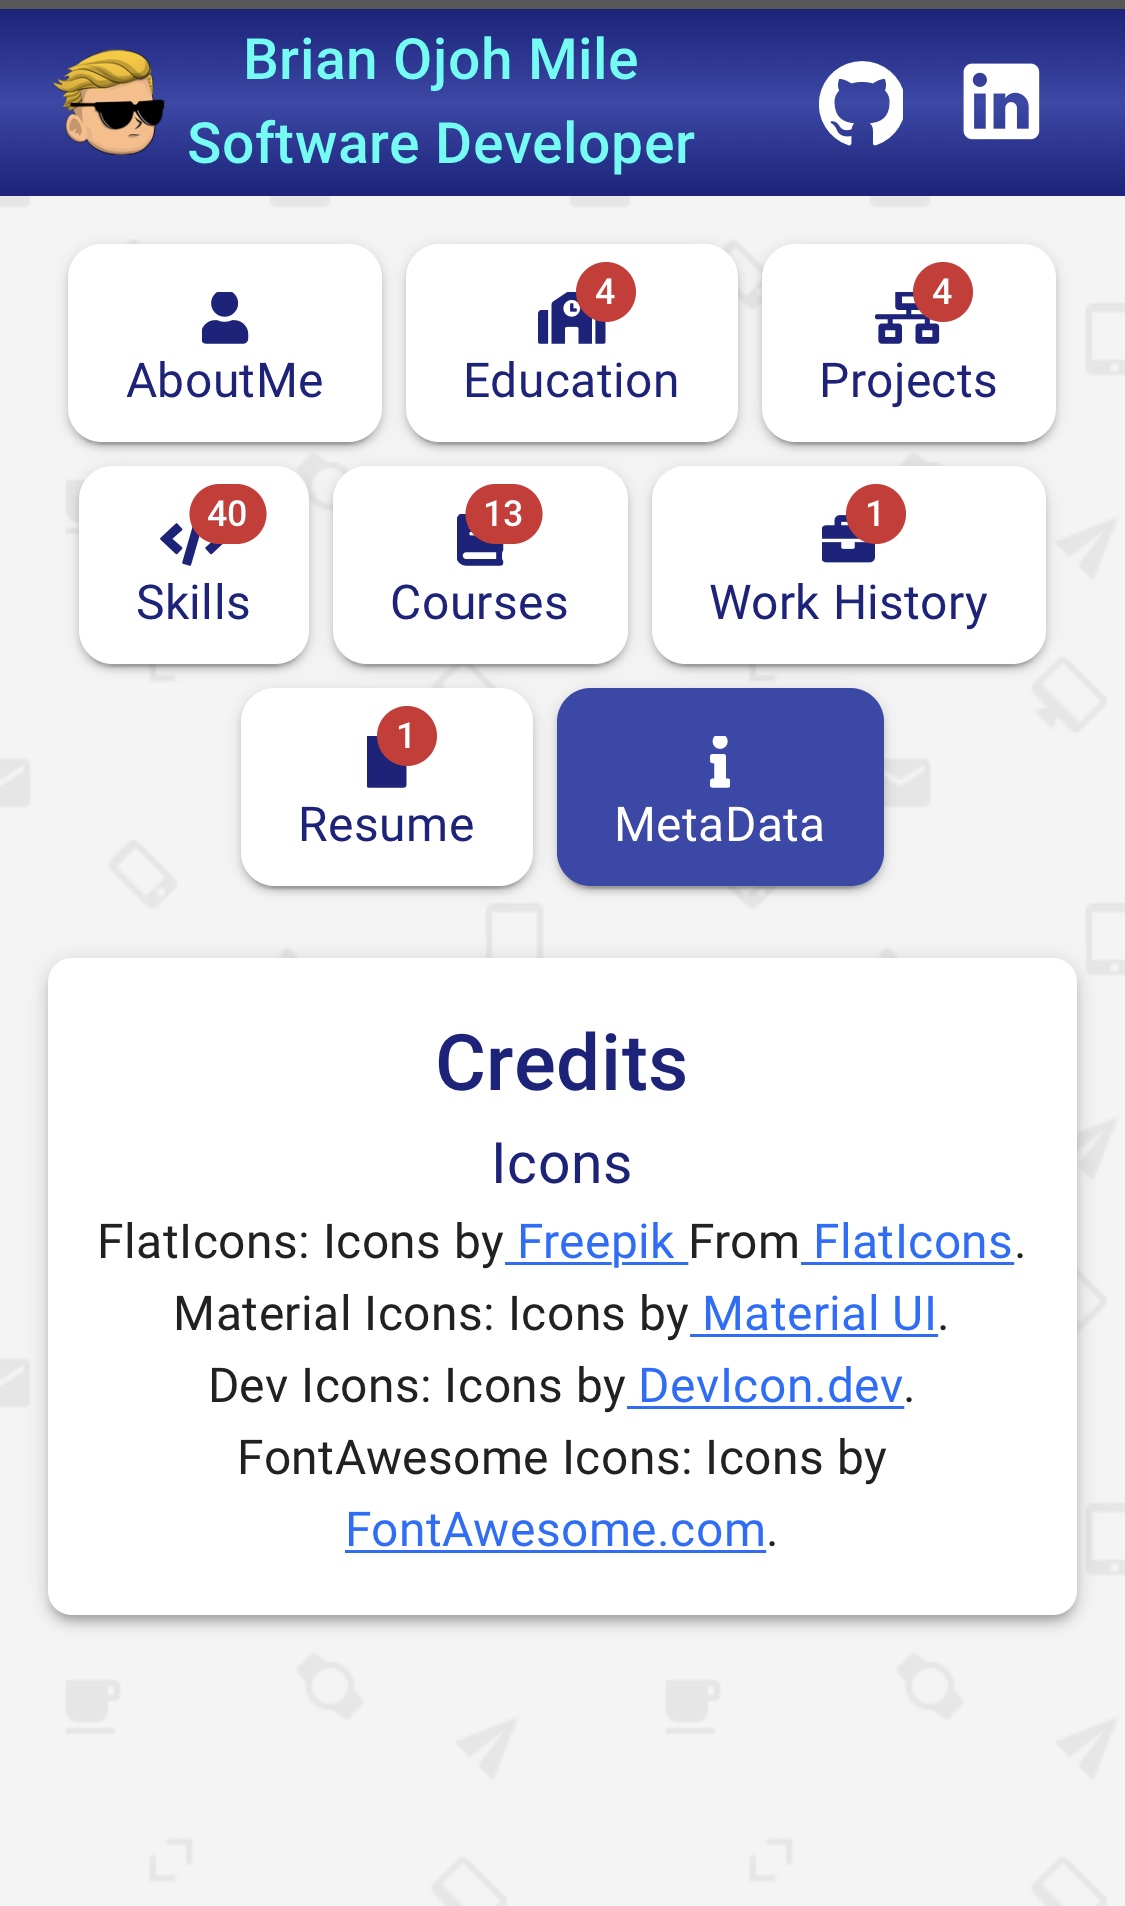 Brian Ojoh Mile
Software Developer
in
AboutMe
4
Education
4
Projects
40
Skills
13
Courses
1
Work History
1
Resume
MetaData
Credits
Icons
FlatIcons: Icons by Freepik From FlatIcons.
Material Icons: Icons by Material UI.
Dev Icons: Icons by DevIcon.dev.
FontAwesome Icons: Icons by
FontAwesome.com.